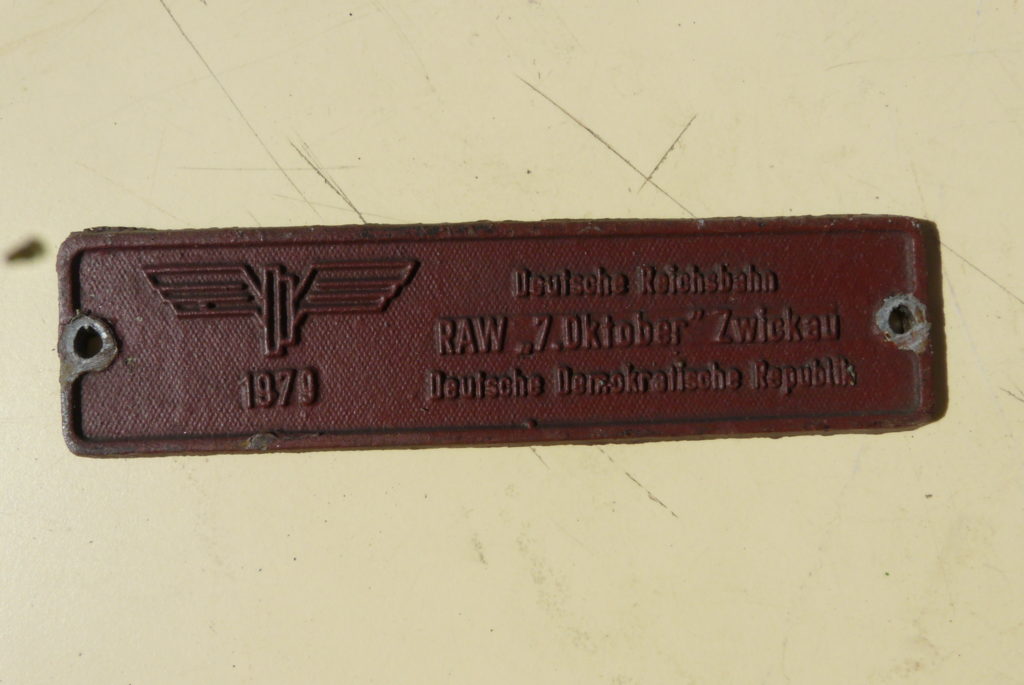 Deutsche Reichsbahn
RAW „7. Oktober" Zwickau
1979
Deutsche Demokratische Republik